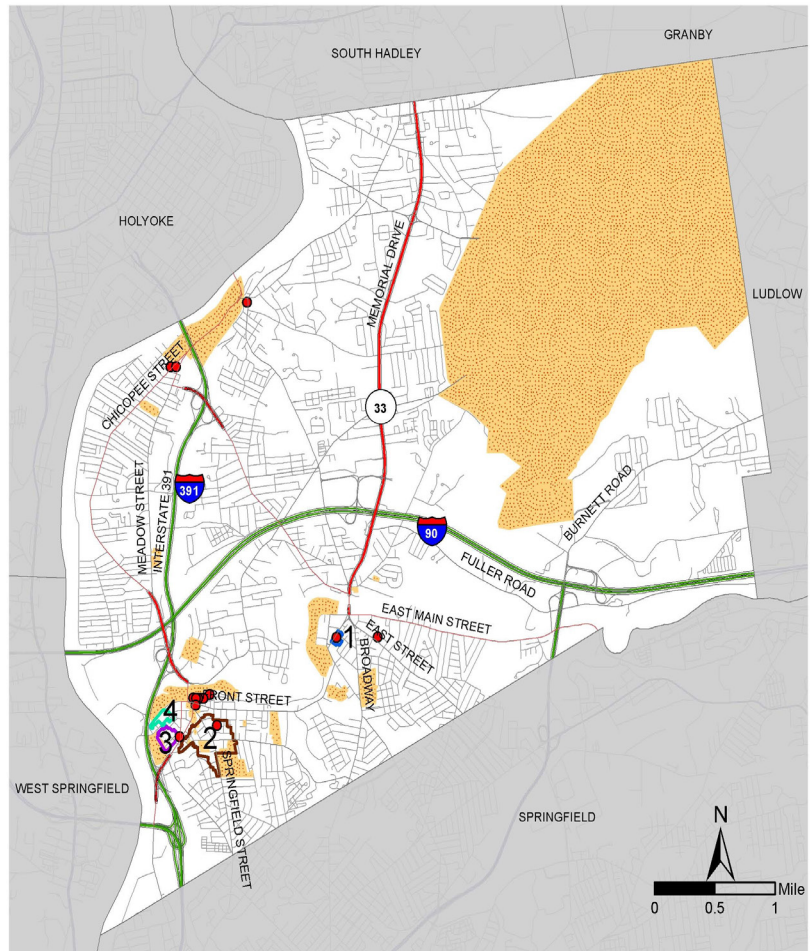 GRANBY
SOUTH HADLEY
HOLYOKE
MEMORIAL DRIVE
LUDLOW
CHICOPEE STREET
33
MEADOW STREET
INTERSTATE 391
391
BURNETT ROAD
90
FULLER ROAD
EAST MAIN STREET
1
EAST STREET
BROADWAY
FRONT STREET
4
3
2
SPRINGFIELD STREET
WEST SPRINGFIELD
SPRINGFIELD
N
Mile
0 0.5 1